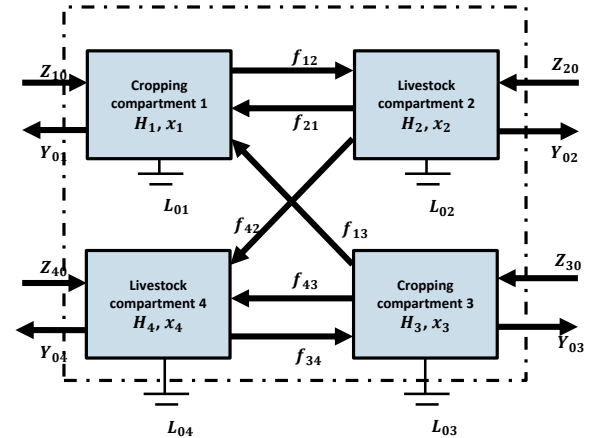 f₁₂
Z₁₀
Z₂₀
Cropping
compartment 1
H₁, x₁
Livestock
compartment 2
H₂, x₂
f₂₁
Y₀₁
Y₀₂
L₀₁
L₀₂
f₄₂
f₁₃
Z₄₀
Z₃₀
Livestock
compartment 4
H₄, x₄
f₄₃
Cropping
compartment 3
H₃, x₃
Y₀₄
Y₀₃
f₃₄
L₀₄
L₀₃